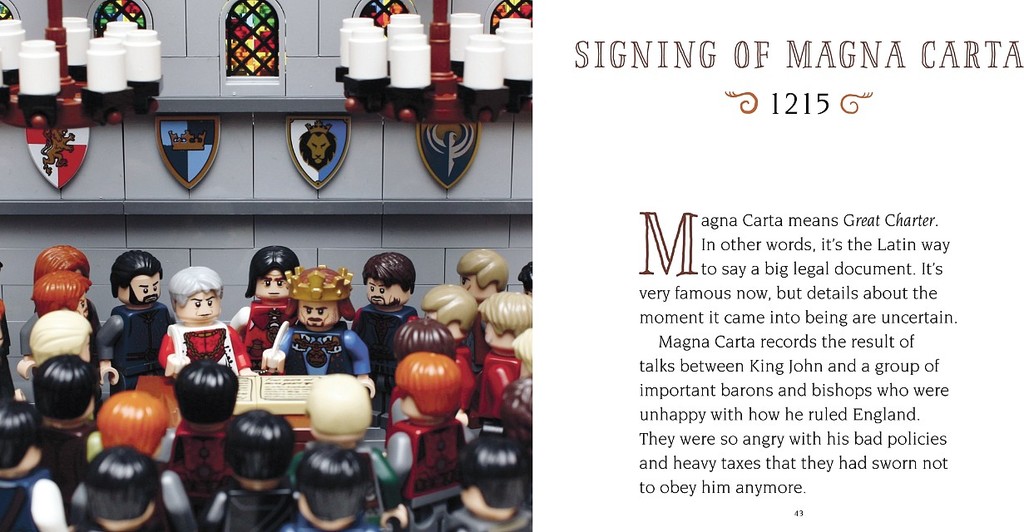 SIGNING OF MAGNA CARTA
1215
Magna Carta means Great Charter.
In other words, it's the Latin way
to say a big legal document. It's
very famous now, but details about the
moment it came into being are uncertain.
Magna Carta records the result of
talks between King John and a group of
important barons and bishops who were
unhappy with how he ruled England.
They were so angry with his bad policies
and heavy taxes that they had sworn not
to obey him anymore.
43